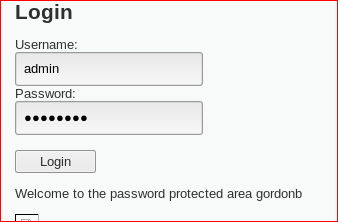 Login
Username:
admin
Password:
••••••••
Login
Welcome to the password protected area gordonb